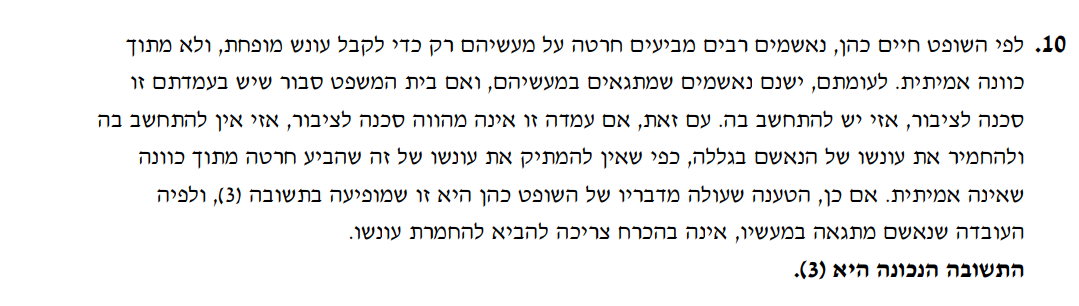 10. לפי השופט חיים כהן, נאשמים רבים מביעים חרטה על מעשיהם רק כדי לקבל עונש מופחת, ולא מתוך
כוונה אמיתית. לעומתם, ישנם נאשמים שמתגאים במעשיהם, ואם בית המשפט סבור שיש בעמדתם זו
סכנה לציבור, אזי יש להתחשב בה. עם זאת, אם עמדה זו אינה מהווה סכנה לציבור, אזי אין להתחשב בה
ולהחמיר את עונשו של הנאשם בגללה, כפי שאין להמתיק את עונשו של זה שהביע חרטה מתוך כוונה
שאינה אמיתית. אם כן, הטענה שעולה מדבריו של השופט כהן היא זו שמופיעה בתשובה (3), ולפיה
העובדה שנאשם מתגאה במעשיו, אינה בהכרח צריכה להביא להחמרת עונשו.
התשובה הנכונה היא (3).